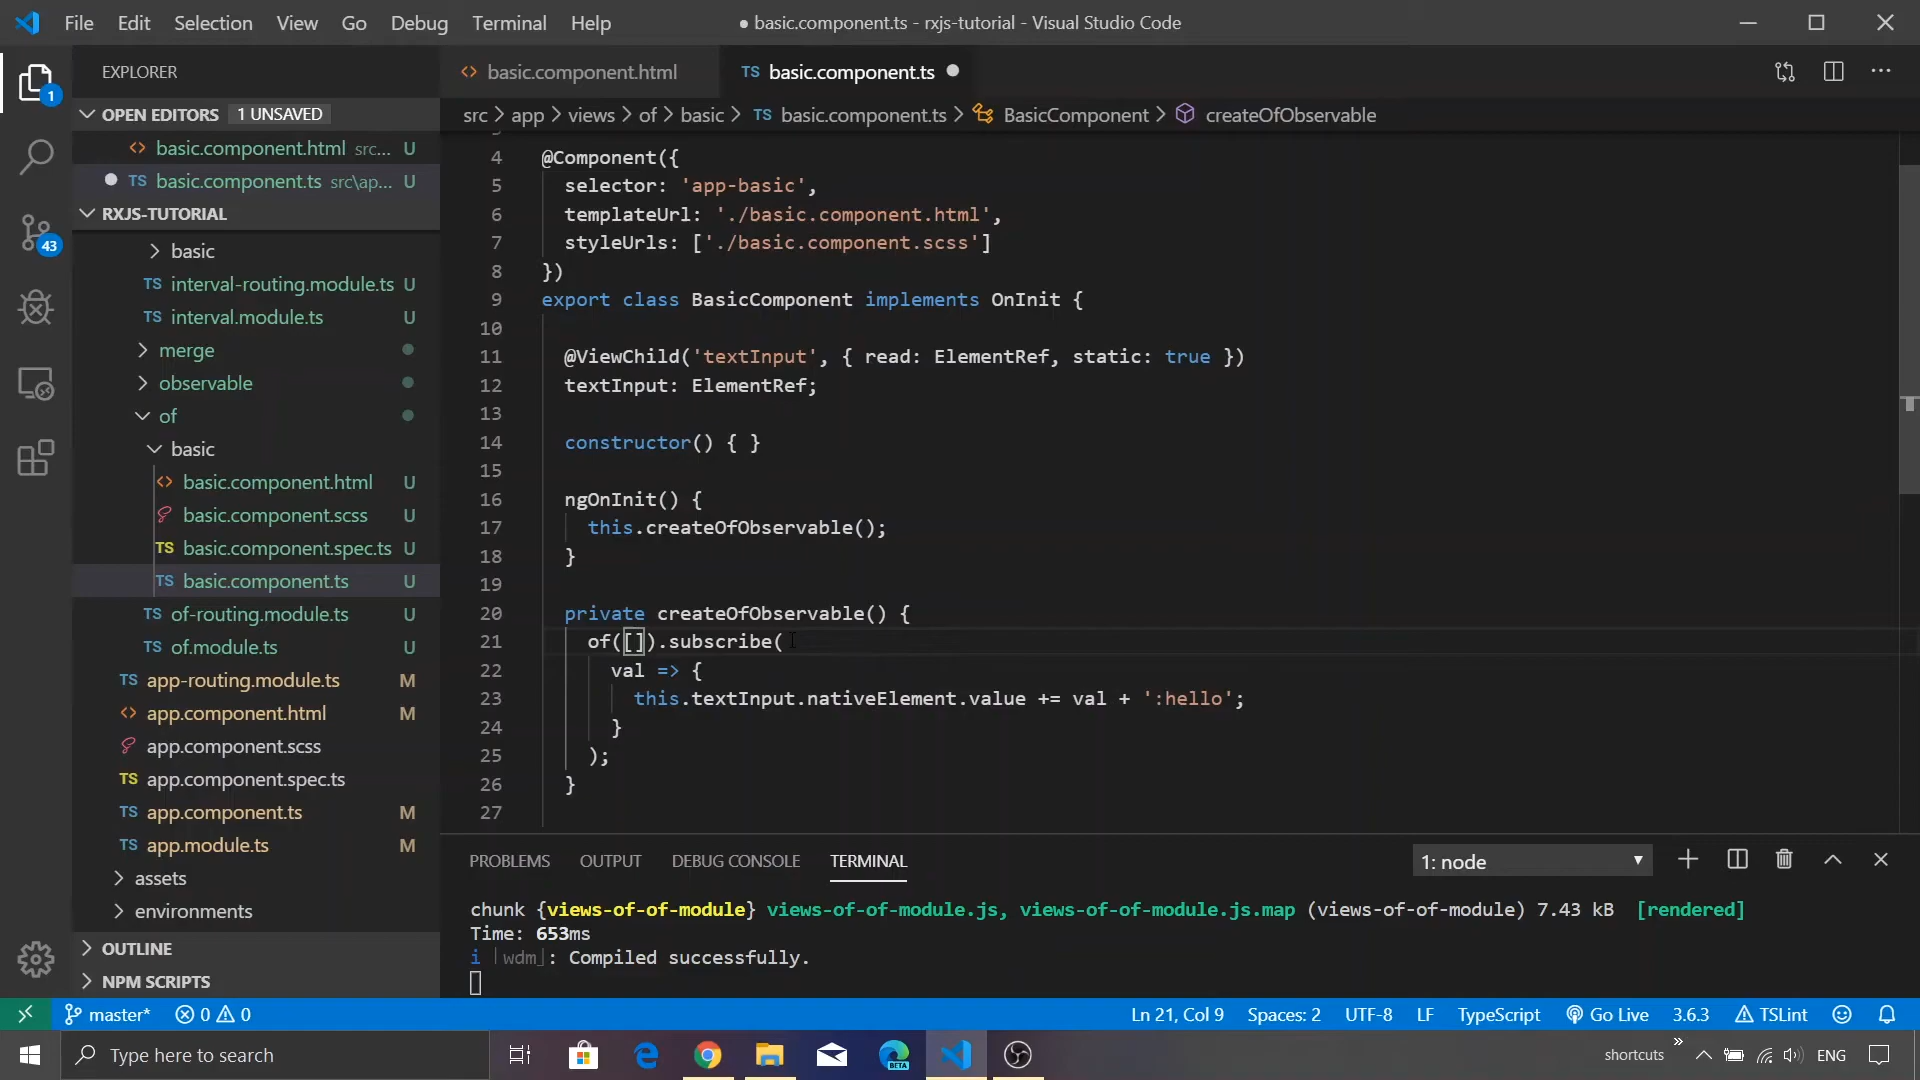 File Edit Selection View Go Debug Terminal Help
● basic.component.ts - rxjs-tutorial - Visual Studio Code
EXPLORER
OPEN EDITORS 1 UNSAVED
basic.component.html src... U
basic.component.ts src\ap... U
RXJS-TUTORIAL
basic
interval-routing.module.ts U
interval.module.ts U
merge
observable
of
basic
basic.component.html U
basic.component.scss U
basic.component.spec.ts U
basic.component.ts U
of-routing.module.ts U
of.module.ts U
app-routing.module.ts M
app.component.html M
app.component.scss
app.component.spec.ts
app.component.ts M
app.module.ts M
assets
environments
OUTLINE
NPM SCRIPTS
1
43
basic.component.html
TS basic.component.ts
src > app > views > of > basic > TS basic.component.ts > BasicComponent > createOfObservable
4 @Component({
5 selector: 'app-basic',
6 templateUrl: './basic.component.html',
7 styleUrls: ['./basic.component.scss']
8 })
9 export class BasicComponent implements OnInit {
10
11 @ViewChild('textInput', { read: ElementRef, static: true })
12 textInput: ElementRef;
13
14 constructor() { }
15
16 ngOnInit() {
17 this.createOfObservable();
18 }
19
20 private createOfObservable() {
21 of([]).subscribe(
22 val => {
23 this.textInput.nativeElement.value += val + ':hello';
24 }
25 );
26 }
27
PROBLEMS OUTPUT DEBUG CONSOLE TERMINAL
1: node
chunk {views-of-of-module} views-of-of-module.js, views-of-of-module.js.map (views-of-of-module) 7.43 kB [rendered]
Time: 653ms
i ｢wdm｣: Compiled successfully.
master* 0 0
Ln 21, Col 9 Spaces: 2 UTF-8 LF TypeScript Go Live 3.6.3 TSLint
Type here to search
BETA
shortcuts » ENG